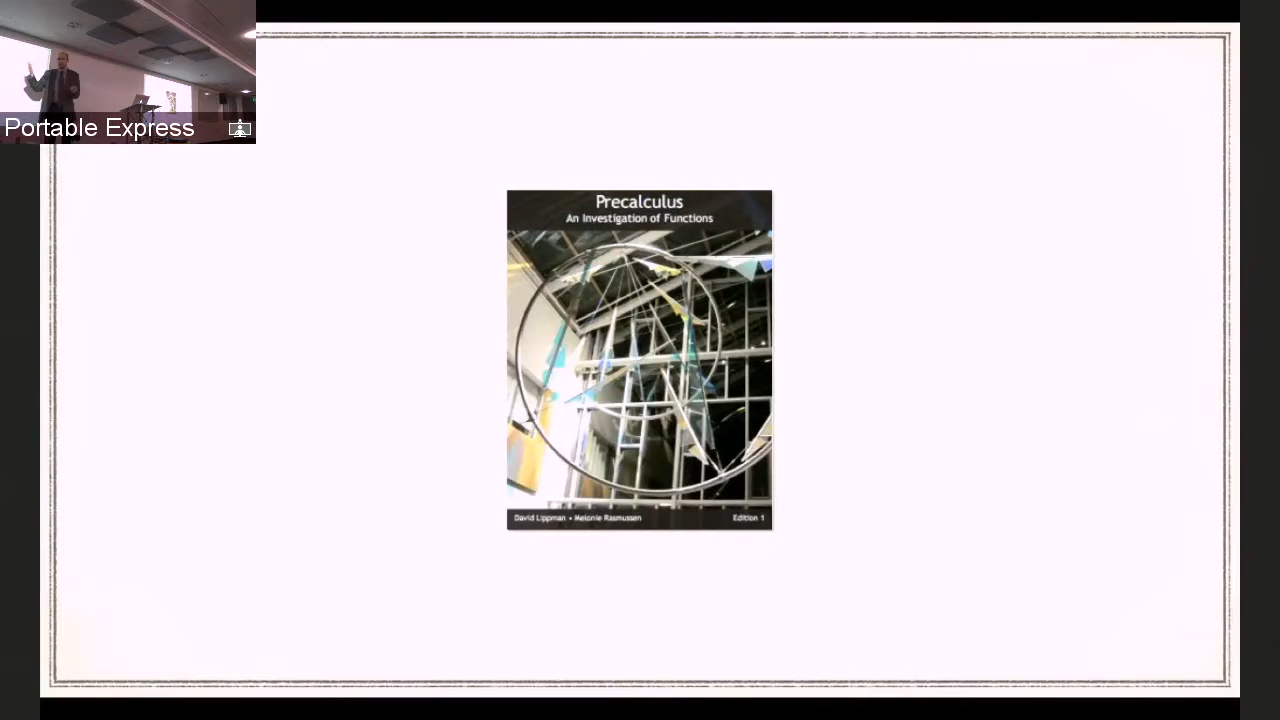 Portable Express
Precalculus
An Investigation of Functions
David Lippman • Melonie Rasmussen
Edition 1